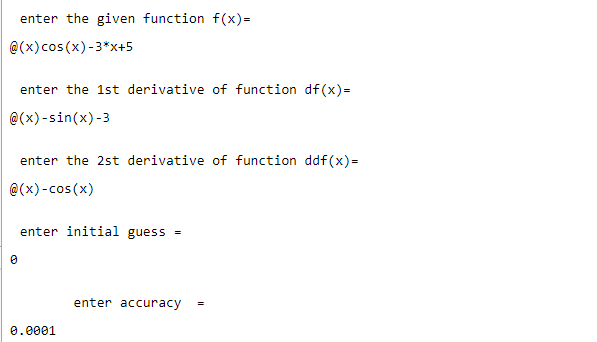 enter the given function f(x)=
@(x)cos(x)-3*x+5
enter the 1st derivative of function df(x)=
@(x)-sin(x)-3
enter the 2st derivative of function ddf(x)=
@(x)-cos(x)
enter initial guess =
0
enter accuracy =
0.0001